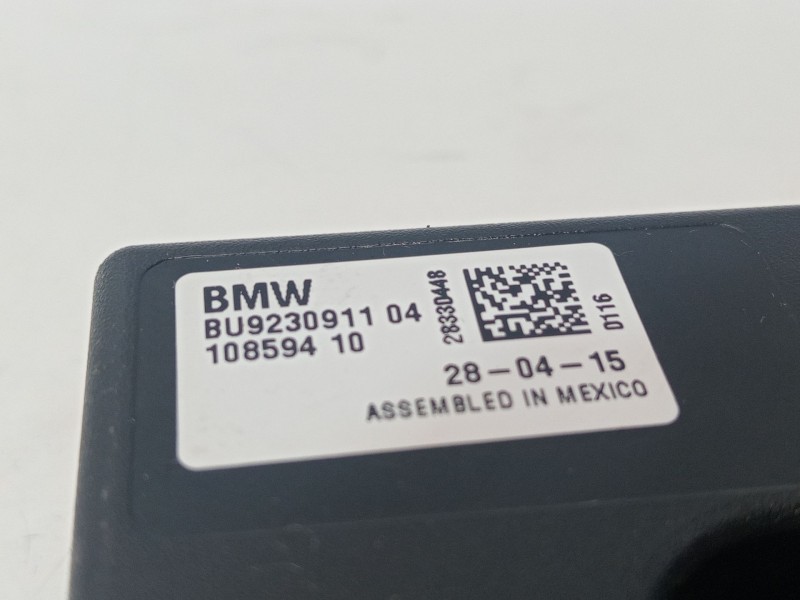 BMW
BU9230911 04
108594 10
28330448
0116
28-04-15
ASSEMBLED IN MEXICO